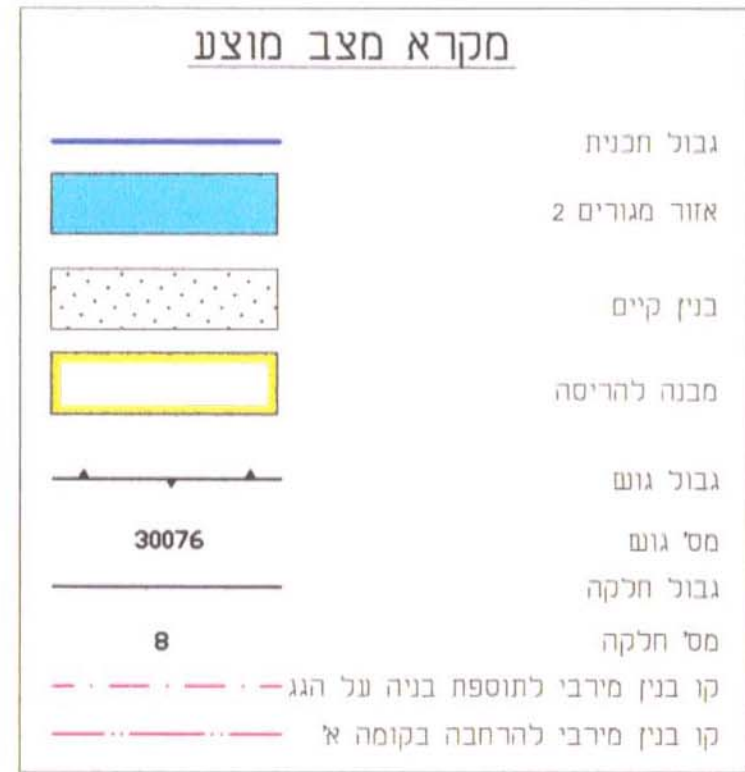 מקרא מצב מוצע
גבול תכנית
אזור מגורים 2
בנין קיים
מבנה להריסה
גבול גוש
30076 מס' גוש
גבול חלקה
8 מס' חלקה
קו בנין מירבי לתוספת בניה על הגג
קו בנין מירבי להרחבה בקומה א'